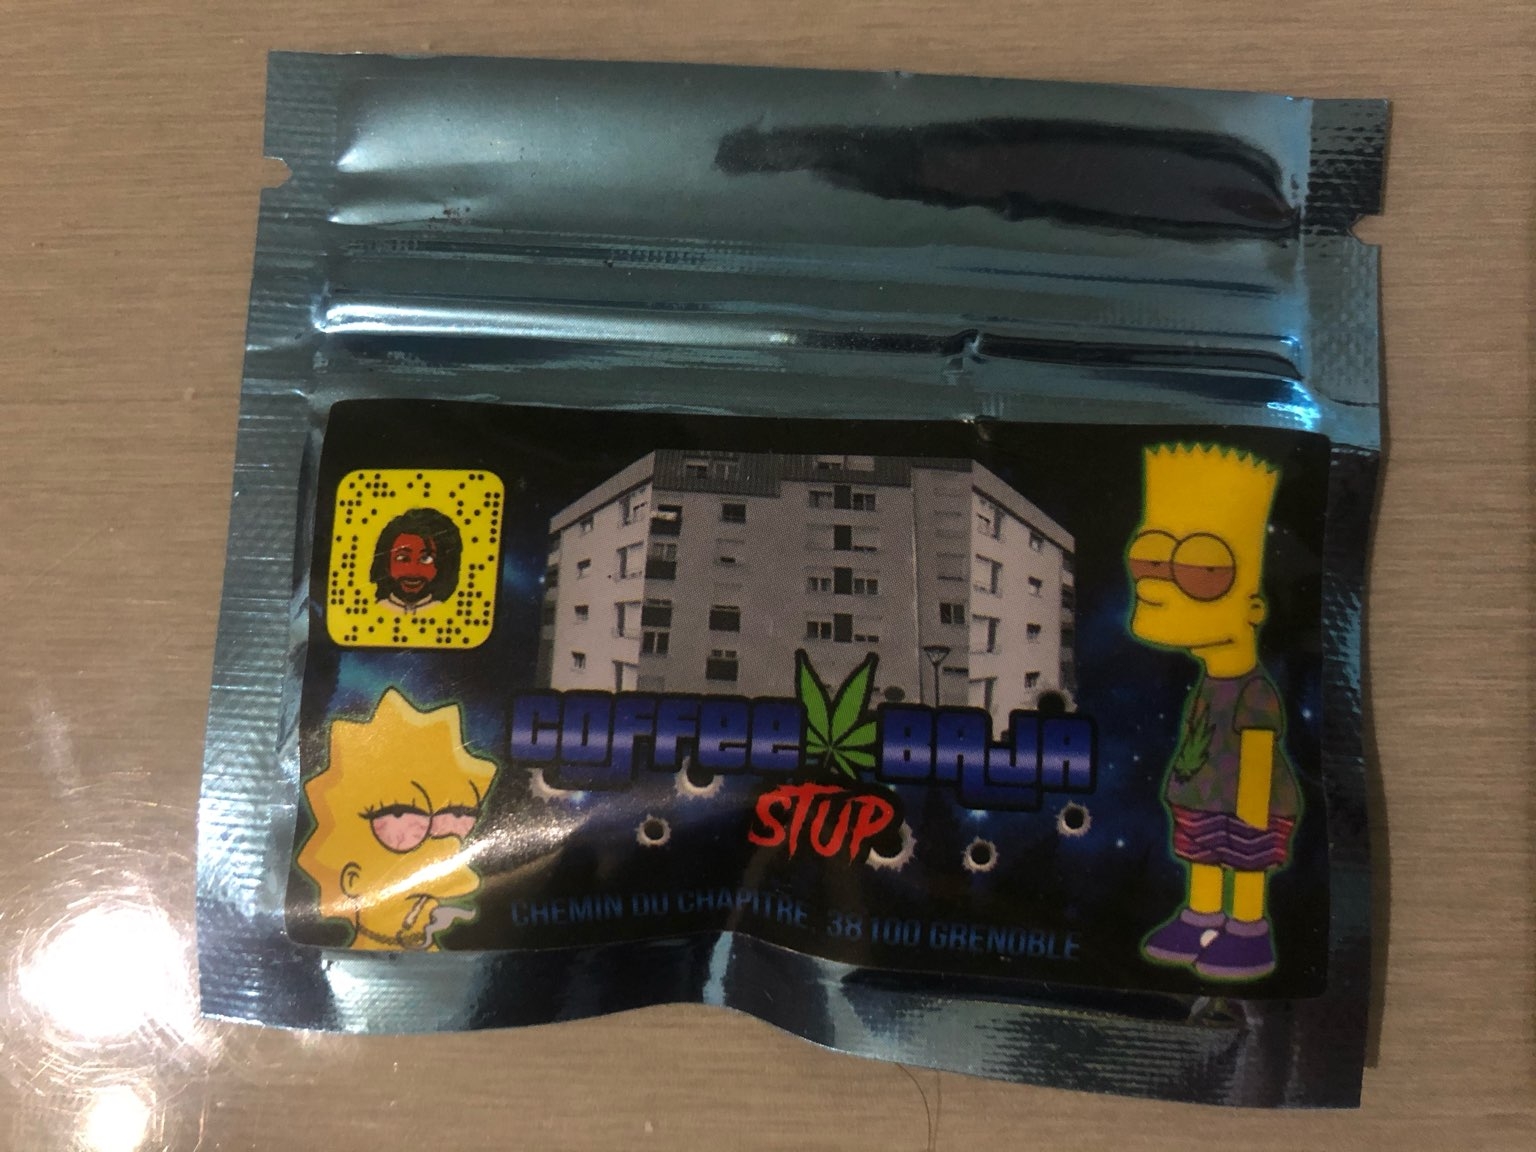 COFFEE BAJA
STUP
CHEMIN DU CHAPITRE, 38100 GRENOBLE